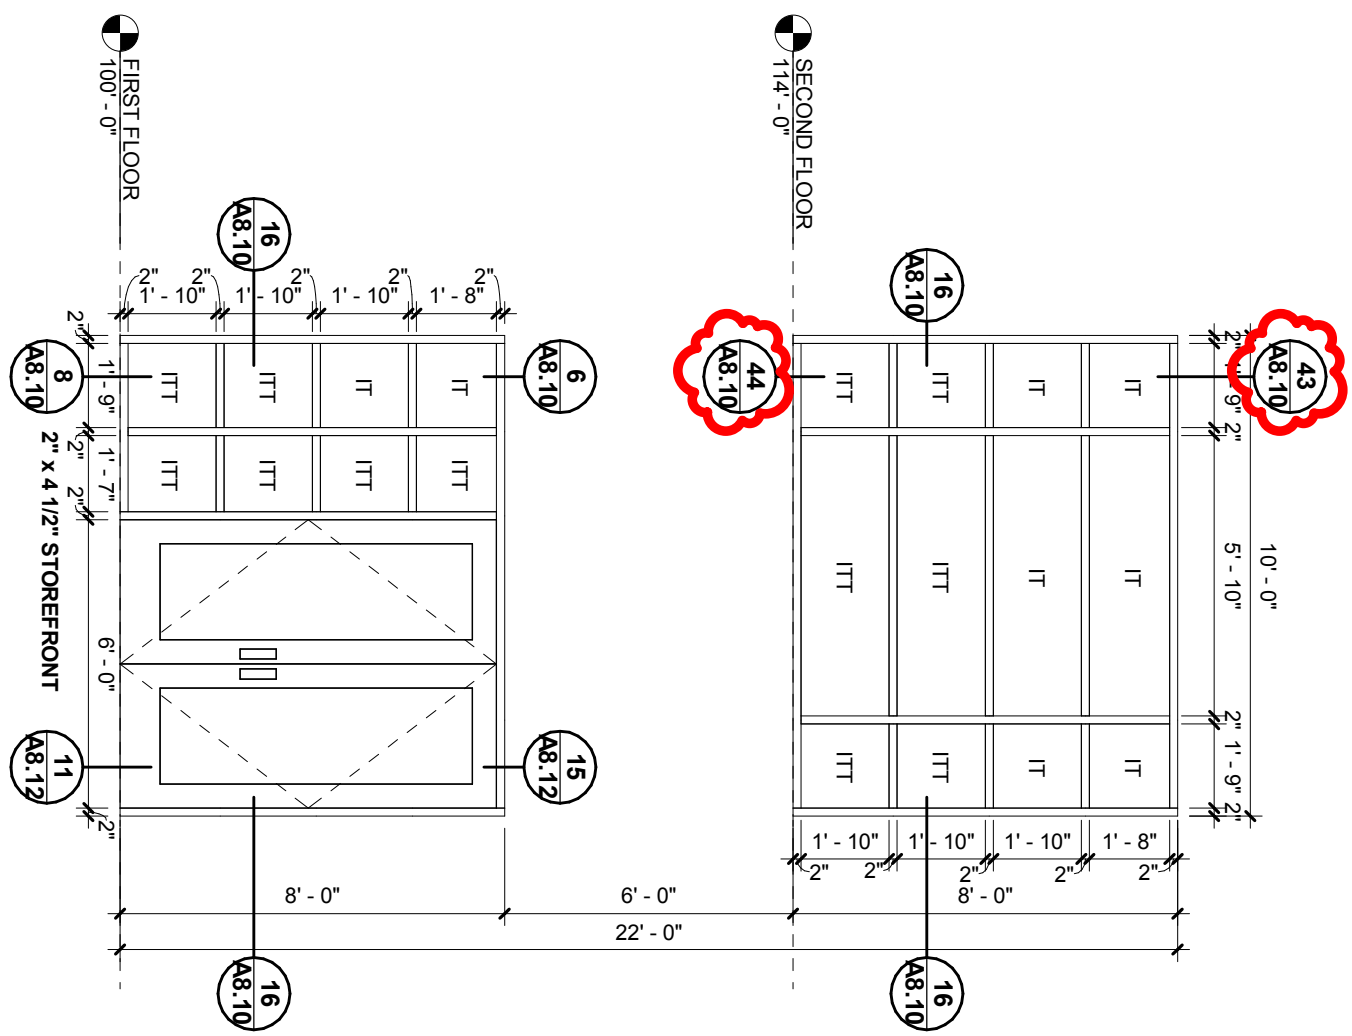 FIRST FLOOR
100' - 0"
SECOND FLOOR
114' - 0"
16
A8.10
2"
2"
2"
2"
1' - 10"
1' - 10"
1' - 10"
1' - 8"
16
A8.10
2"
1' - 9"
2"
1' - 7"
2"
6' - 0"
2"
8
A8.10
6
A8.10
44
A8.10
43
A8.10
ITT
ITT
IT
IT
ITT
ITT
ITT
ITT
2" x 4 1/2" STOREFRONT
11
A8.12
15
A8.12
ITT
ITT
IT
IT
ITT
ITT
IT
IT
ITT
ITT
IT
IT
2"
1' - 9"
2"
5' - 10"
2"
1' - 9"
2"
10' - 0"
1' - 10"
1' - 10"
1' - 10"
1' - 8"
2"
2"
2"
2"
2"
8' - 0"
6' - 0"
8' - 0"
22' - 0"
16
A8.10
16
A8.10